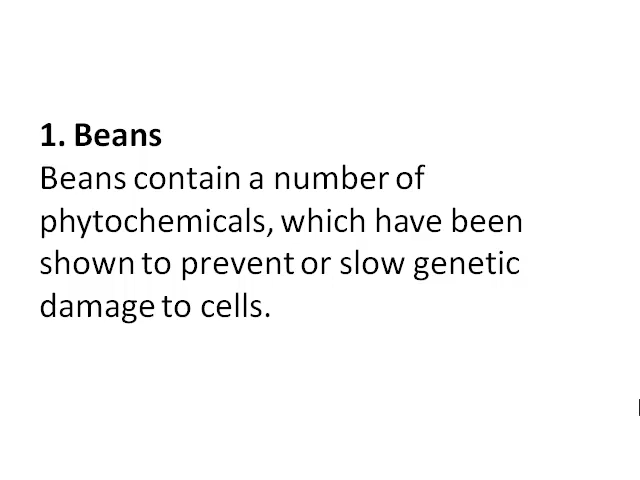 1. Beans
Beans contain a number of
phytochemicals, which have been
shown to prevent or slow genetic
damage to cells.